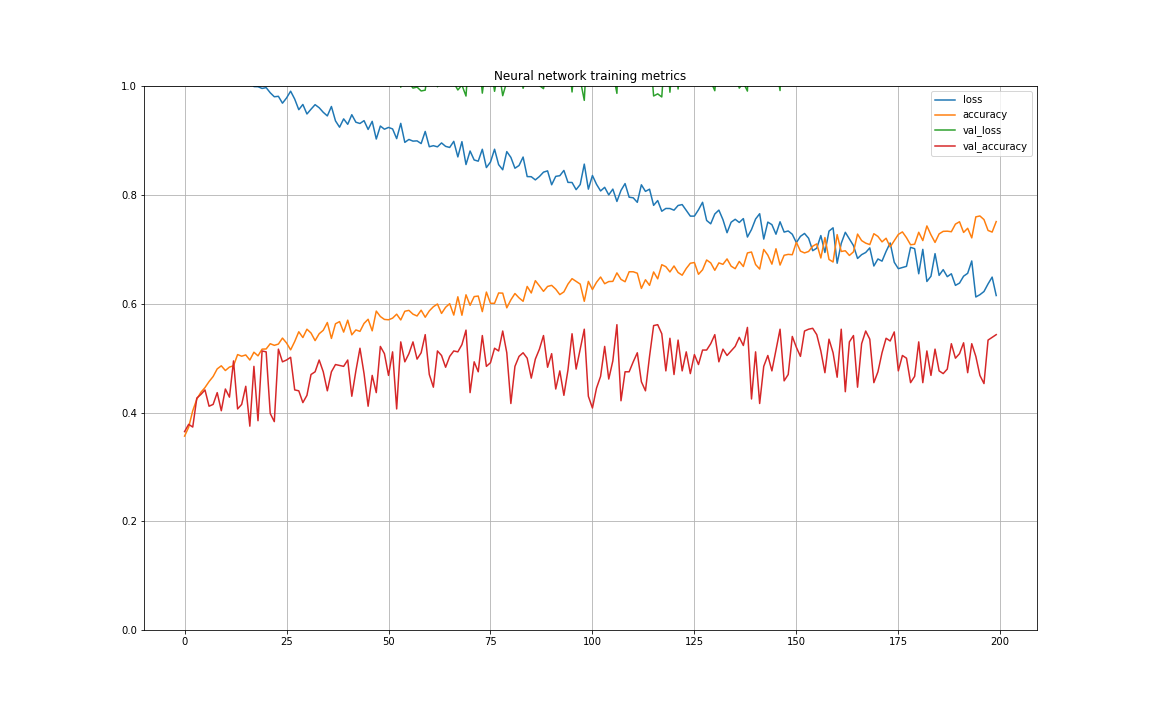 Neural network training metrics
1.0
0.8
0.6
0.4
0.2
0.0
loss
accuracy
val_loss
val_accuracy
0 25 50 75 100 125 150 175 200